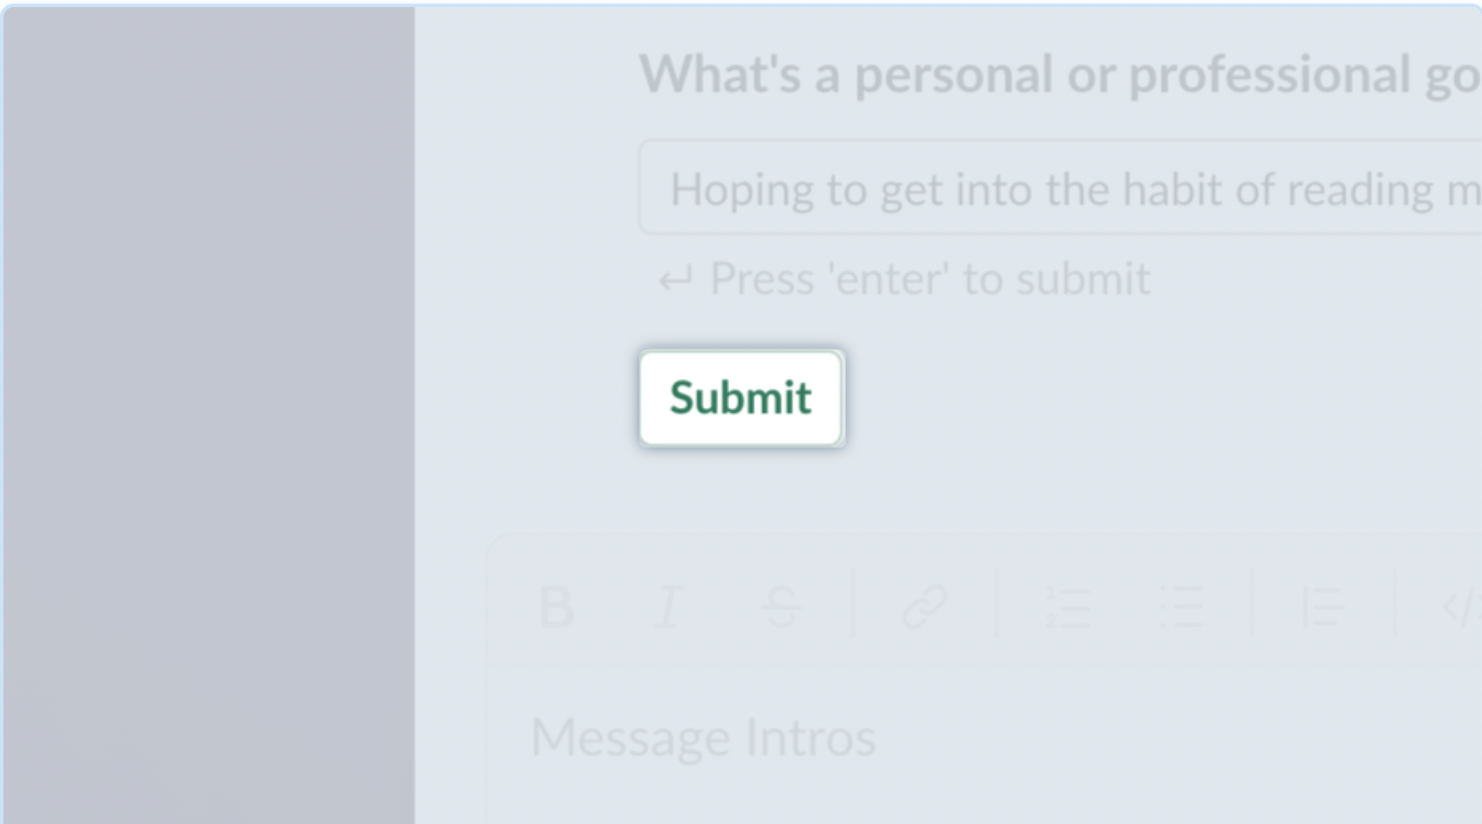 What's a personal or professional go
Hoping to get into the habit of reading m
↵ Press 'enter' to submit
Submit
B I S
Message Intros